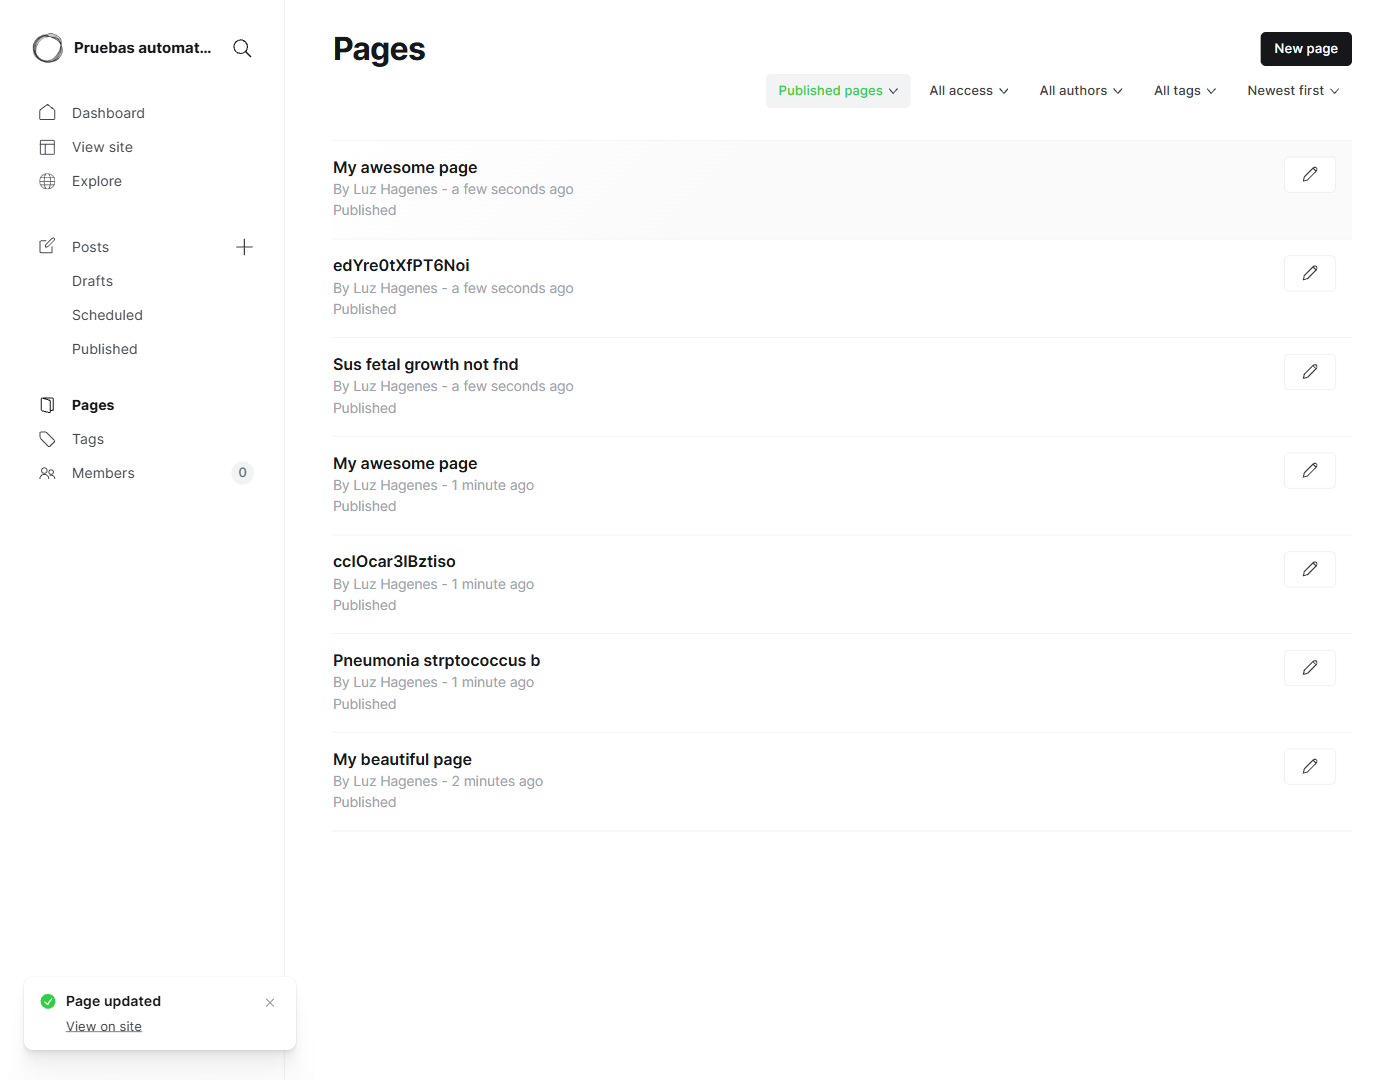 Pruebas automat...
Dashboard
View site
Explore
Posts
Drafts
Scheduled
Published
Pages
Tags
Members 0
Pages
New page
Published pages All access All authors All tags Newest first
My awesome page
By Luz Hagenes - a few seconds ago
Published
edYre0tXfPT6Noi
By Luz Hagenes - a few seconds ago
Published
Sus fetal growth not fnd
By Luz Hagenes - a few seconds ago
Published
My awesome page
By Luz Hagenes - 1 minute ago
Published
ccIOcar3IBztiso
By Luz Hagenes - 1 minute ago
Published
Pneumonia strptococcus b
By Luz Hagenes - 1 minute ago
Published
My beautiful page
By Luz Hagenes - 2 minutes ago
Published
Page updated
View on site